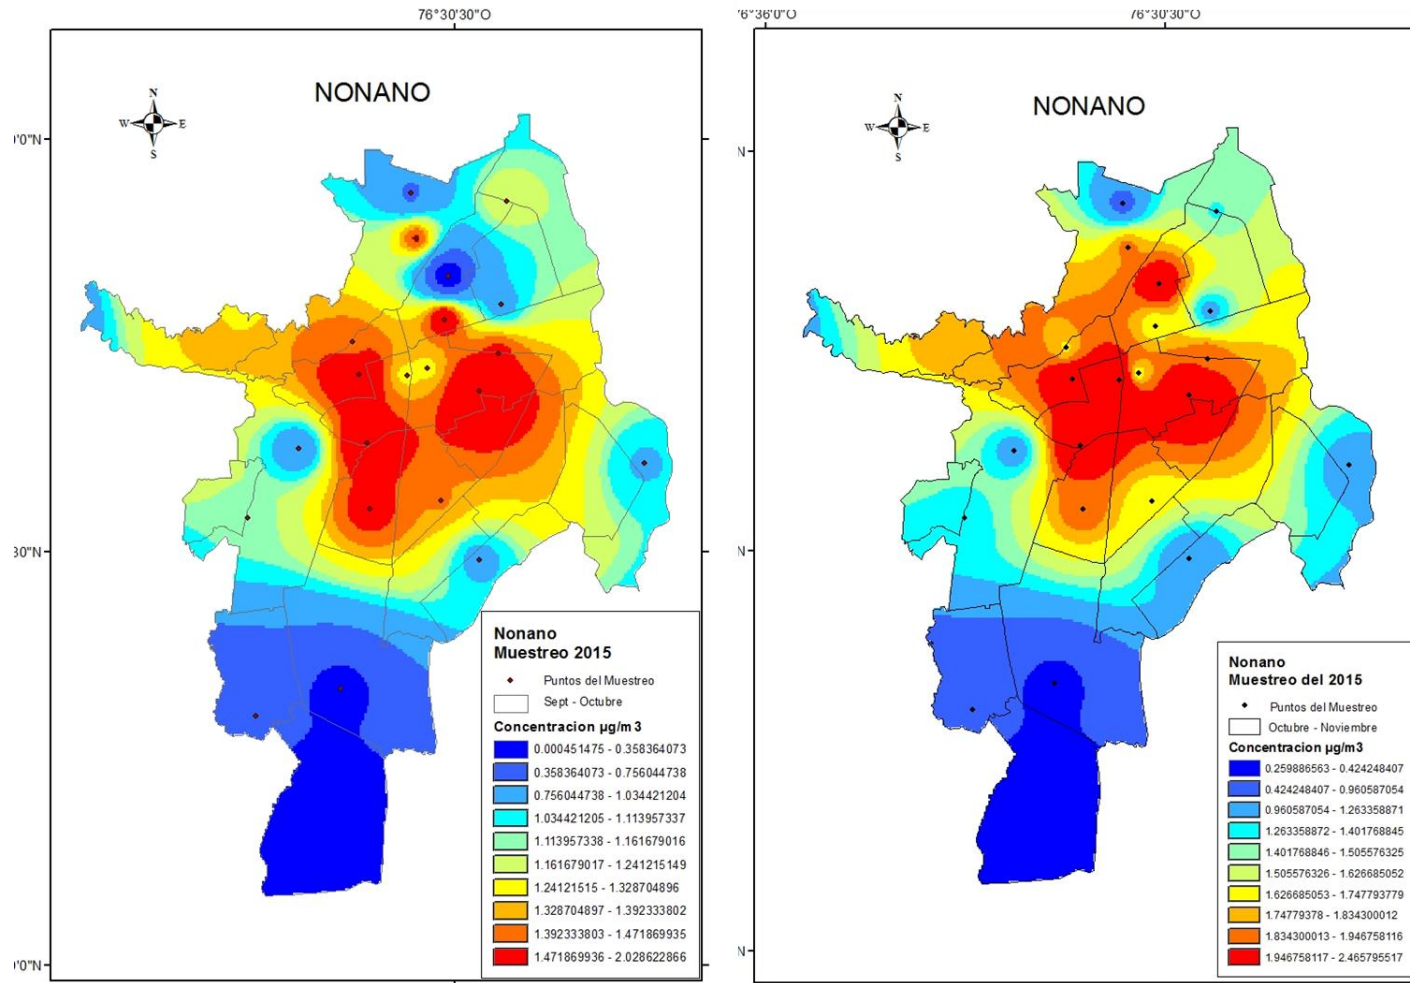 76°30'30"O
NONANO
N
W E
S
0'0"N
30"N
0"N
Nonano
Muestreo 2015
Puntos del Muestreo
Sept - Octubre
Concentracion µg/m3
0.000451475 - 0.358364073
0.358364073 - 0.756044738
0.756044738 - 1.034421204
1.034421205 - 1.113957337
1.113957338 - 1.161679016
1.161679017 - 1.241215149
1.24121515 - 1.328704896
1.328704897 - 1.392333802
1.392333803 - 1.471869935
1.471869936 - 2.028622866
76°36'0"O 76°30'30"O
NONANO
N
W E
S
N
N
N
Nonano
Muestreo del 2015
Puntos del Muestreo
Octubre - Noviembre
Concentracion µg/m3
0.259886563 - 0.424248407
0.424248407 - 0.960587054
0.960587054 - 1.263358871
1.263358872 - 1.401768845
1.401768846 - 1.505576325
1.505576326 - 1.626685052
1.626685053 - 1.747793779
1.74779378 - 1.834300012
1.834300013 - 1.946758116
1.946758117 - 2.465795517